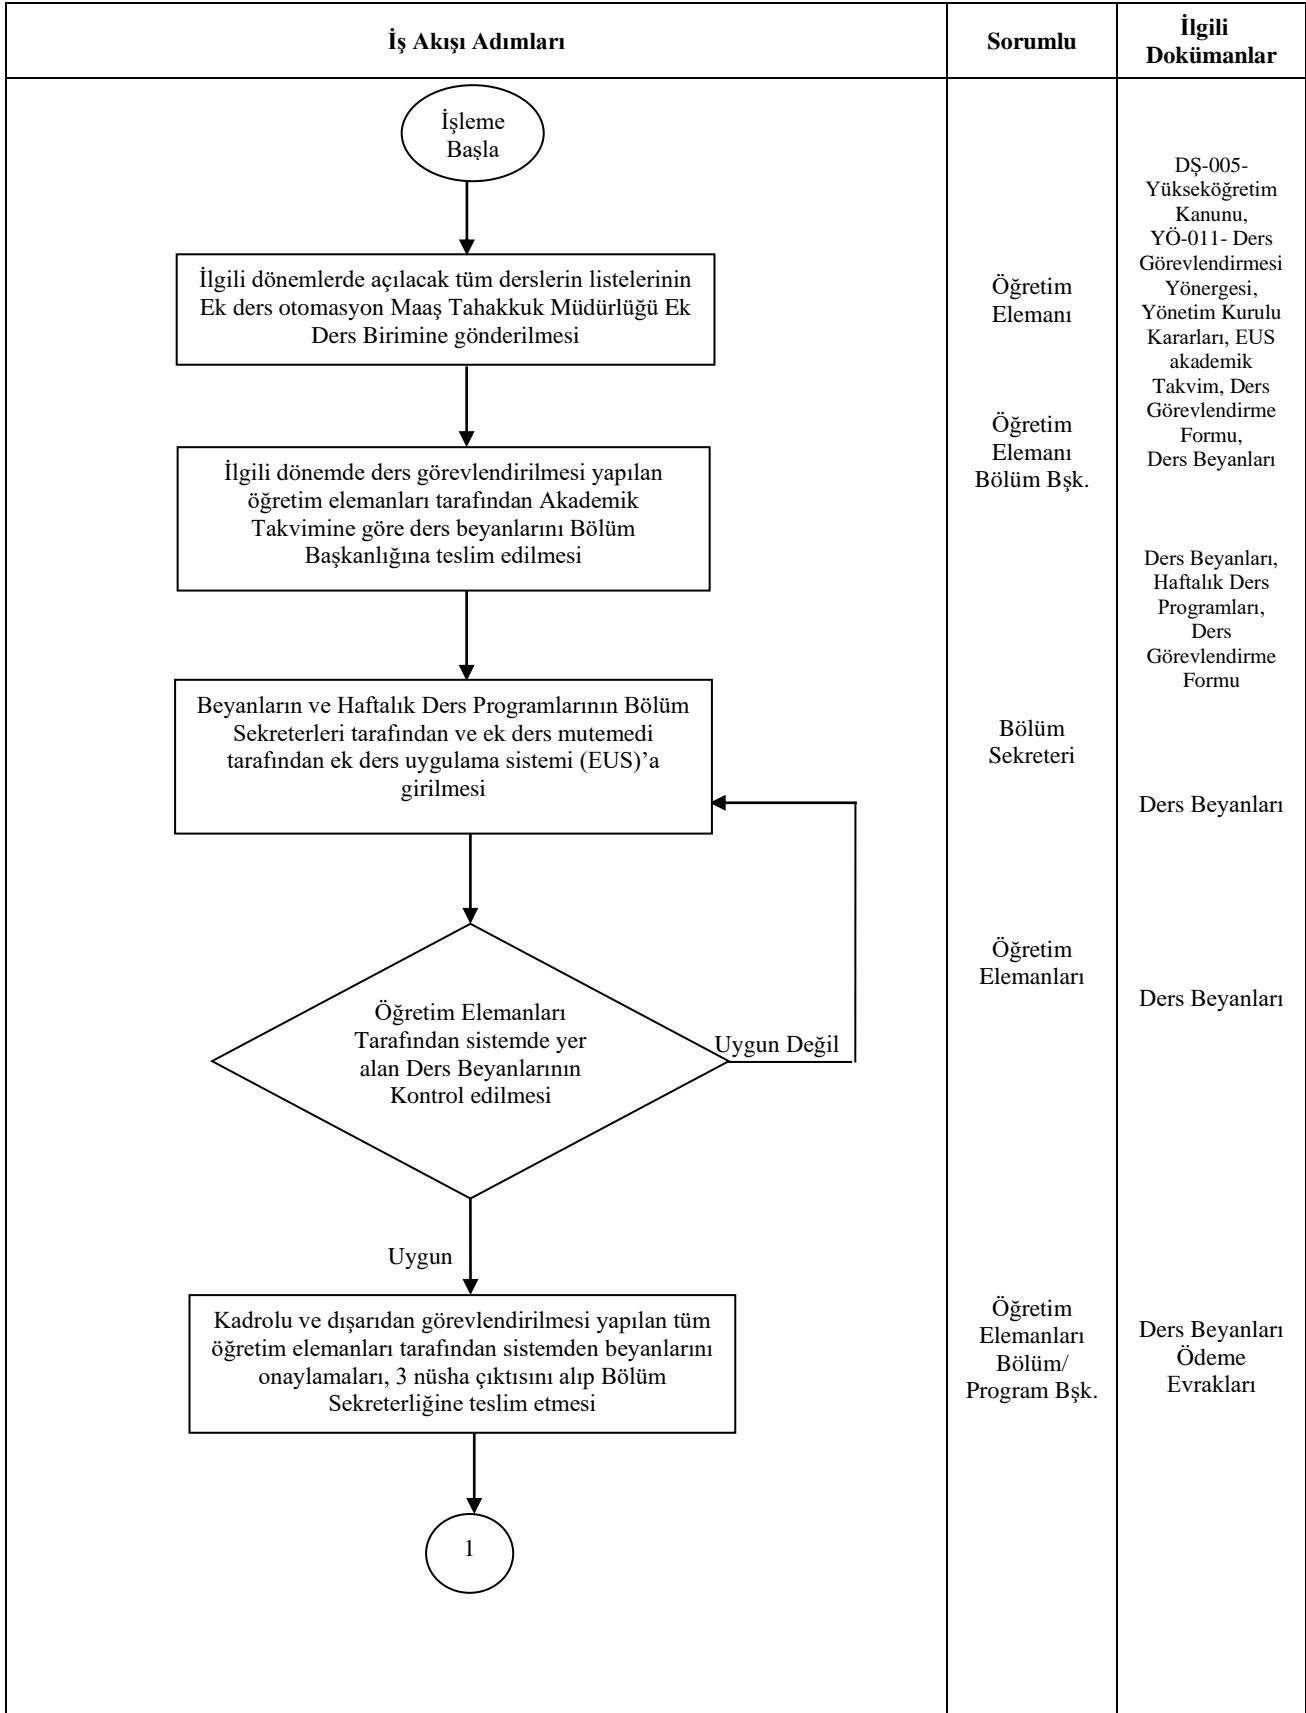 İş Akışı Adımları
Sorumlu
İlgili
Dokümanlar
İşleme
Başla
İlgili dönemlerde açılacak tüm derslerin listelerinin
Ek ders otomasyon Maaş Tahakkuk Müdürlüğü Ek
Ders Birimine gönderilmesi
İlgili dönemde ders görevlendirilmesi yapılan
öğretim elemanları tarafından Akademik
Takvimine göre ders beyanlarını Bölüm
Başkanlığına teslim edilmesi
Beyanların ve Haftalık Ders Programlarının Bölüm
Sekreterleri tarafından ve ek ders mutemedi
tarafından ek ders uygulama sistemi (EUS)’a
girilmesi
Öğretim Elemanları
Tarafından sistemde yer
alan Ders Beyanlarının
Kontrol edilmesi
Uygun Değil
Uygun
Kadrolu ve dışarıdan görevlendirilmesi yapılan tüm
öğretim elemanları tarafından sistemden beyanlarını
onaylamaları, 3 nüsha çıktısını alıp Bölüm
Sekreterliğine teslim etmesi
1
Öğretim
Elemanı
Öğretim
Elemanı
Bölüm Bşk.
Bölüm
Sekreteri
Öğretim
Elemanları
Öğretim
Elemanları
Bölüm/
Program Bşk.
DŞ-005-
Yükseköğretim
Kanunu,
YÖ-011- Ders
Görevlendirmesi
Yönergesi,
Yönetim Kurulu
Kararları, EUS
akademik
Takvim, Ders
Görevlendirme
Formu,
Ders Beyanları
Ders Beyanları,
Haftalık Ders
Programları,
Ders
Görevlendirme
Formu
Ders Beyanları
Ders Beyanları
Ders Beyanları
Ödeme
Evrakları